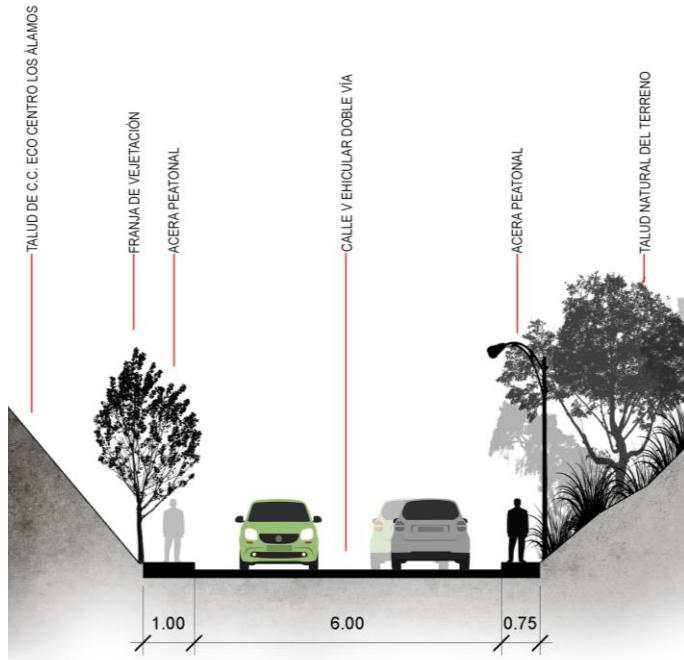 TALUD DE C.C. ECO CENTRO LOS ÁLAMOS
FRANJA DE VEJETACIÓN
ACERA PEATONAL
CALLE V EHICULAR DOBLE VÍA
ACERA PEATONAL
TALUD NATURAL DEL TERRENO
1.00
6.00
0.75